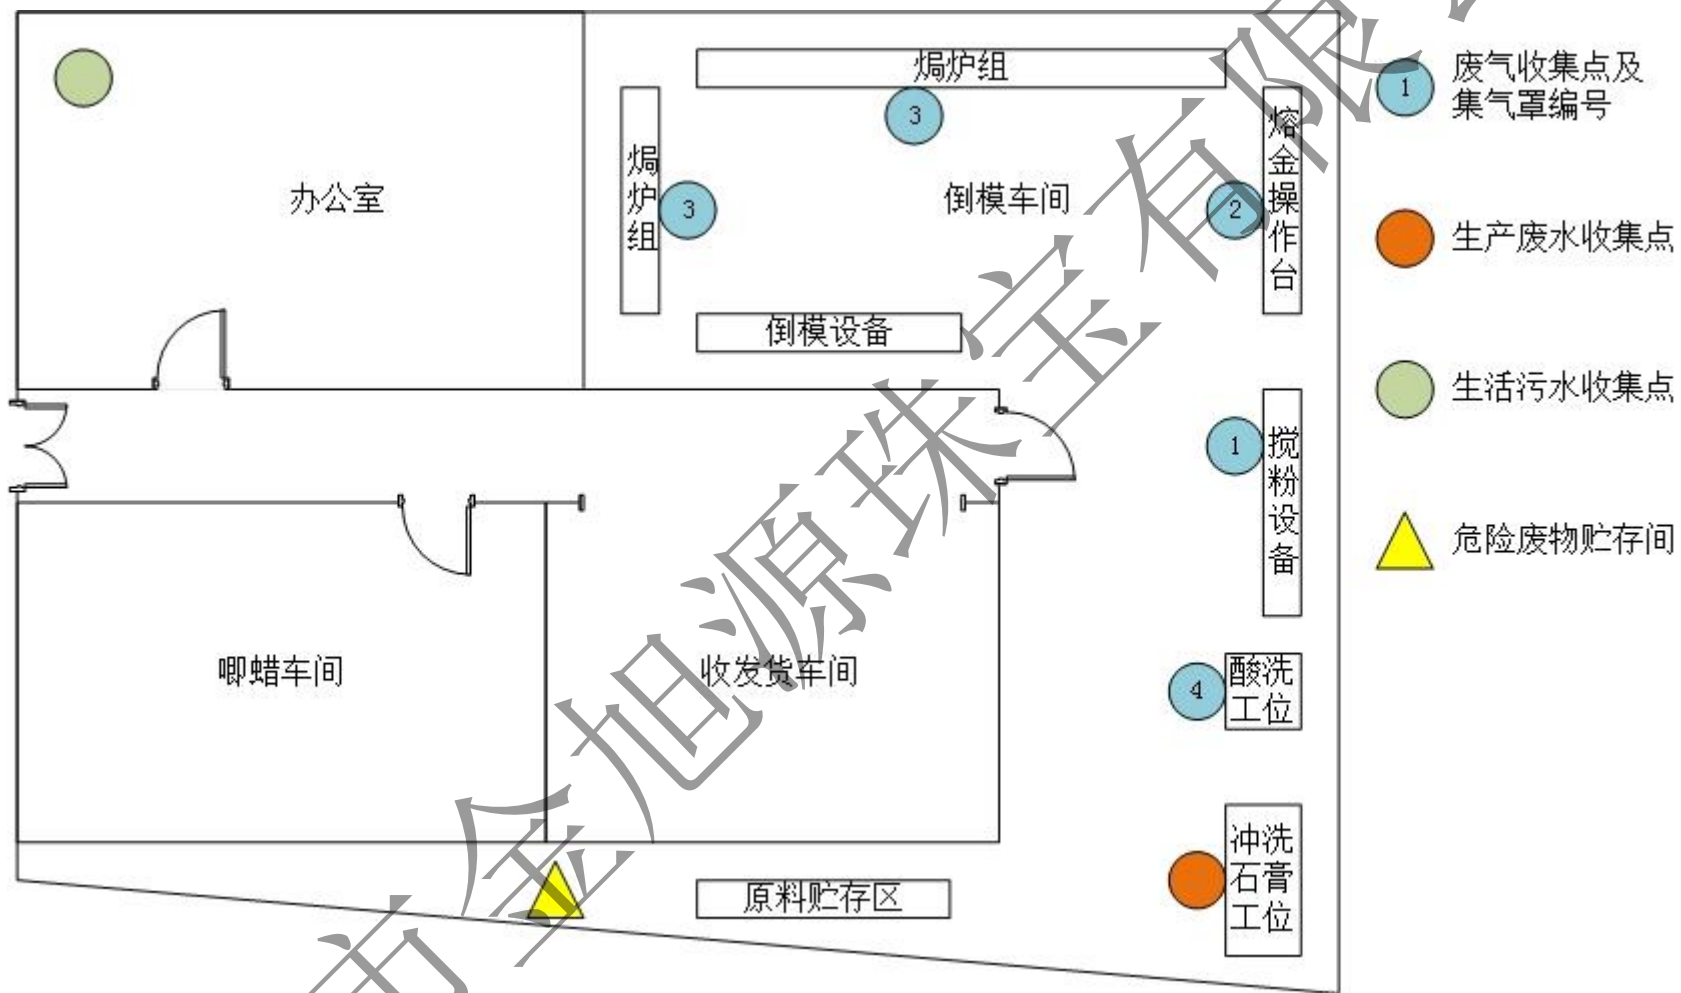 焗炉组
3
焗
炉
组
3
办公室
倒模车间
2
熔
金
操
作
台
倒模设备
1
搅
粉
设
备
唧蜡车间
收发货车间
4
酸洗
工位
冲洗
石膏
工位
原料贮存区
1
废气收集点及
集气罩编号
生产废水收集点
生活污水收集点
危险废物贮存间
市金旭源珠宝有限